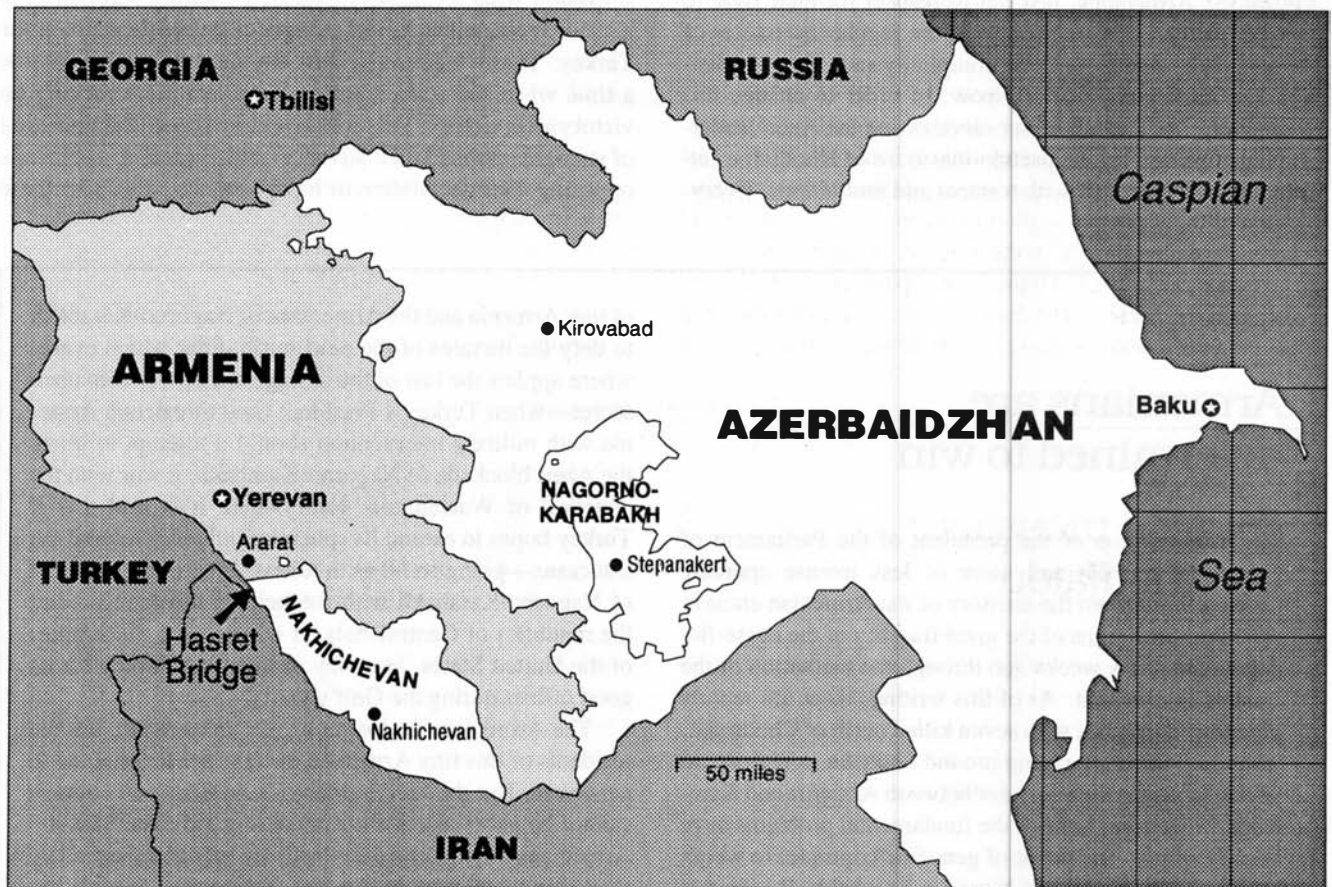 GEORGIA
Tbilisi
RUSSIA
Caspian
Kirovabad
ARMENIA
AZERBAIDZHAN
Baku
NAGORNO-
KARABAKH
Yerevan
Ararat
Stepanakert
TURKEY
Sea
Hasret
Bridge
NAKHICHEVAN
Nakhichevan
50 miles
IRAN